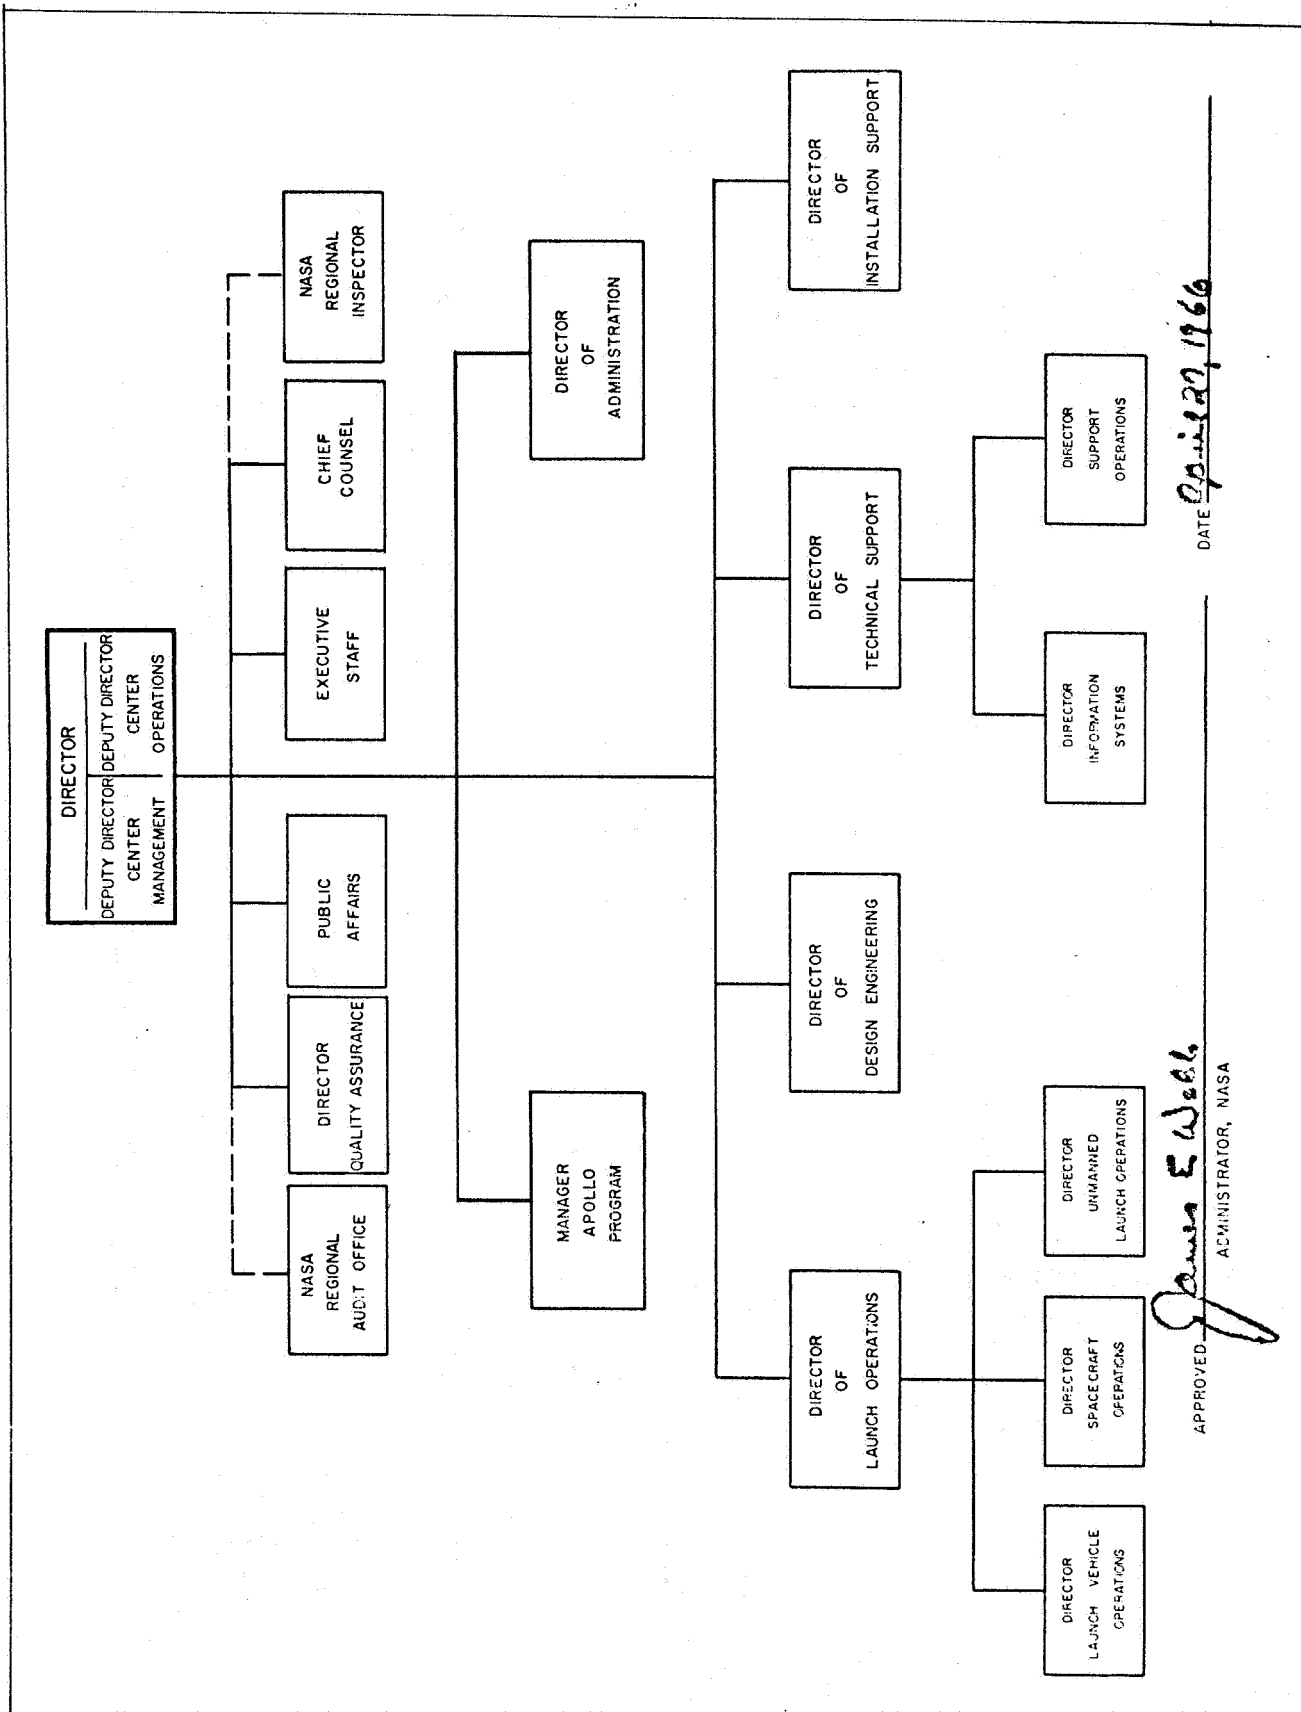 DIRECTOR
DEPUTY DIRECTOR
CENTER
MANAGEMENT
DEPUTY DIRECTOR
CENTER
OPERATIONS
NASA
REGIONAL
AUDIT OFFICE
DIRECTOR
QUALITY ASSURANCE
PUBLIC
AFFAIRS
EXECUTIVE
STAFF
CHIEF
COUNSEL
NASA
REGIONAL
INSPECTOR
MANAGER
APOLLO
PROGRAM
DIRECTOR
OF
ADMINISTRATION
DIRECTOR
OF
LAUNCH OPERATIONS
DIRECTOR
OF
DESIGN ENGINEERING
DIRECTOR
OF
TECHNICAL SUPPORT
DIRECTOR
OF
INSTALLATION SUPPORT
DIRECTOR
LAUNCH VEHICLE
OPERATIONS
DIRECTOR
SPACECRAFT
OPERATIONS
DIRECTOR
UNMANNED
LAUNCH OPERATIONS
DIRECTOR
INFORMATION
SYSTEMS
DIRECTOR
SUPPORT
OPERATIONS
APPROVED James E Webb DATE April 27, 1966
ADMINISTRATOR, NASA